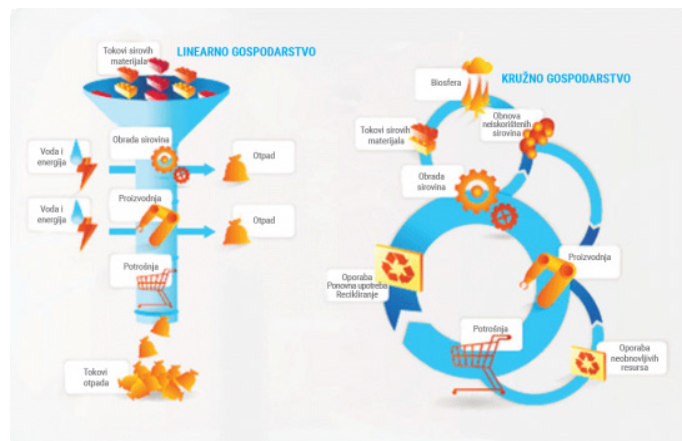 LINEARNO GOSPODARSTVO
Tokovi sirovih
materijala
Voda i
energija
Obrada sirovina
Otpad
Voda i
energija
Proizvodnja
Otpad
Potrošnja
Tokovi
otpada
KRUŽNO GOSPODARSTVO
Biosfera
Tokovi sirovih
materijala
Obnova
neiskorištenih
sirovina
Obrada
sirovina
Proizvodnja
Oporaba
Ponovna upotreba
Recikliranje
Potrošnja
Oporaba
neobnovljivih
resursa